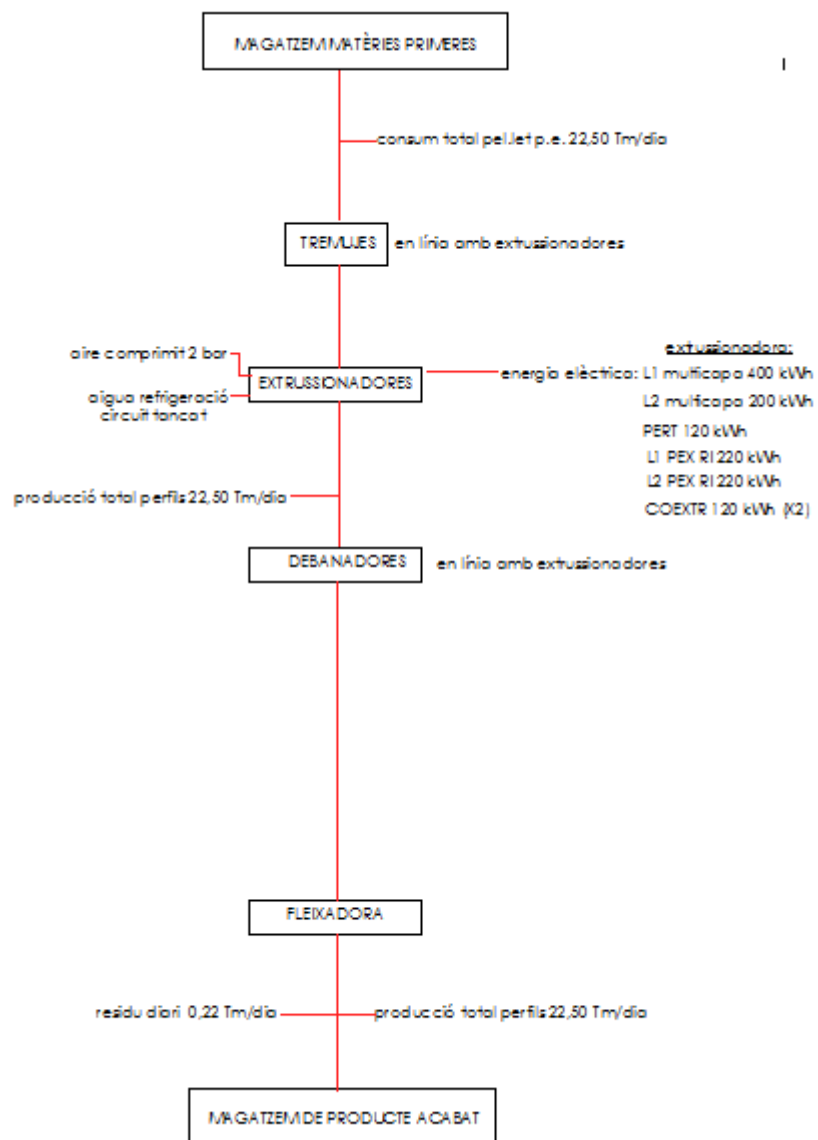 MAGATZEM MATÈRIES PRIMERES
consum total pel.let p.e. 22,50 Tm/dia
TREMUJES
en línia amb extrussionadores
aire comprimit 2 bar
aigua refrigeració
circuit tancat
EXTRUSSIONADORES
extussionadora:
energia elèctrica: L1 multicapa 400 kWh
L2 multicapa 200 kWh
PERT 120 kWh
L1 PEX RI 220 kWh
L2 PEX RI 220 kWh
COEXTR 120 kWh (X2)
producció total perfils 22,50 Tm/dia
DEBANADORES
en línia amb extrussionadores
FLEIXADORA
residu diari 0,22 Tm/dia
producció total perfils 22,50 Tm/dia
MAGATZEM DE PRODUCTE ACABAT